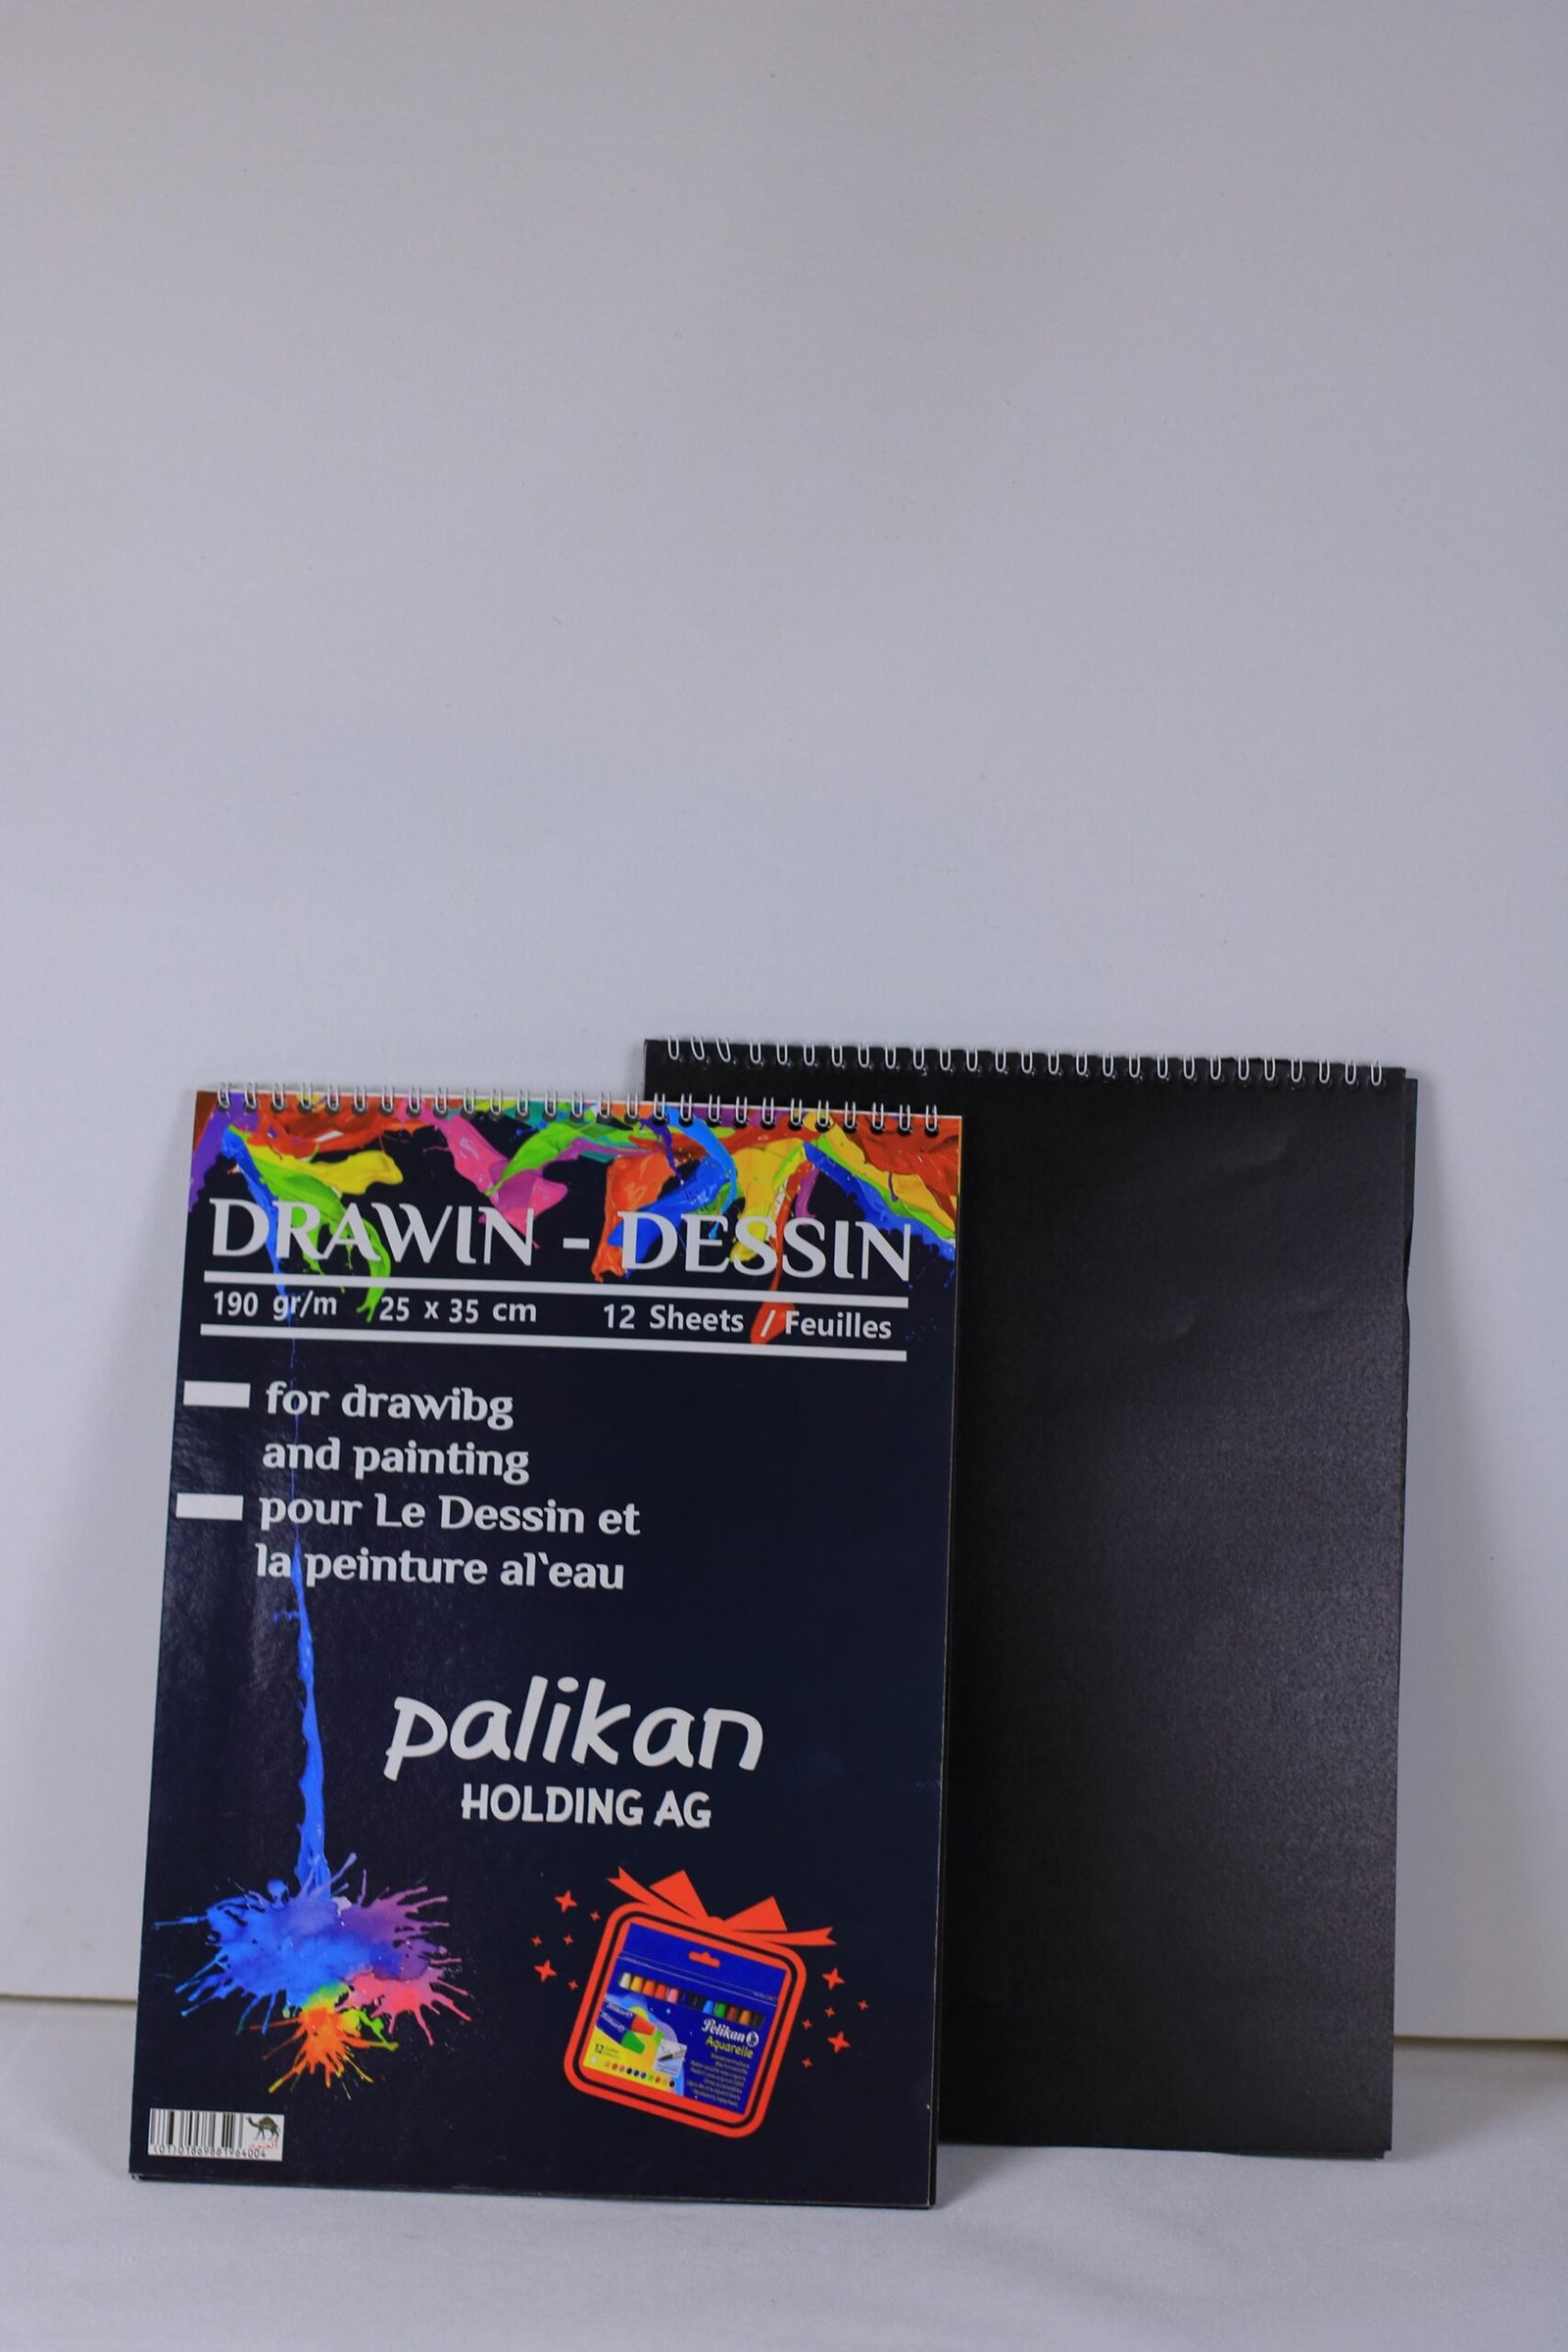 DRAWIN - DESSIN
190 gr/m 25 x 35 cm 12 Sheets / Feuilles
for drawibg
and painting
pour Le Dessin et
la peinture al'eau
palikan
HOLDING AG
Pelikan
Aquarelle
12